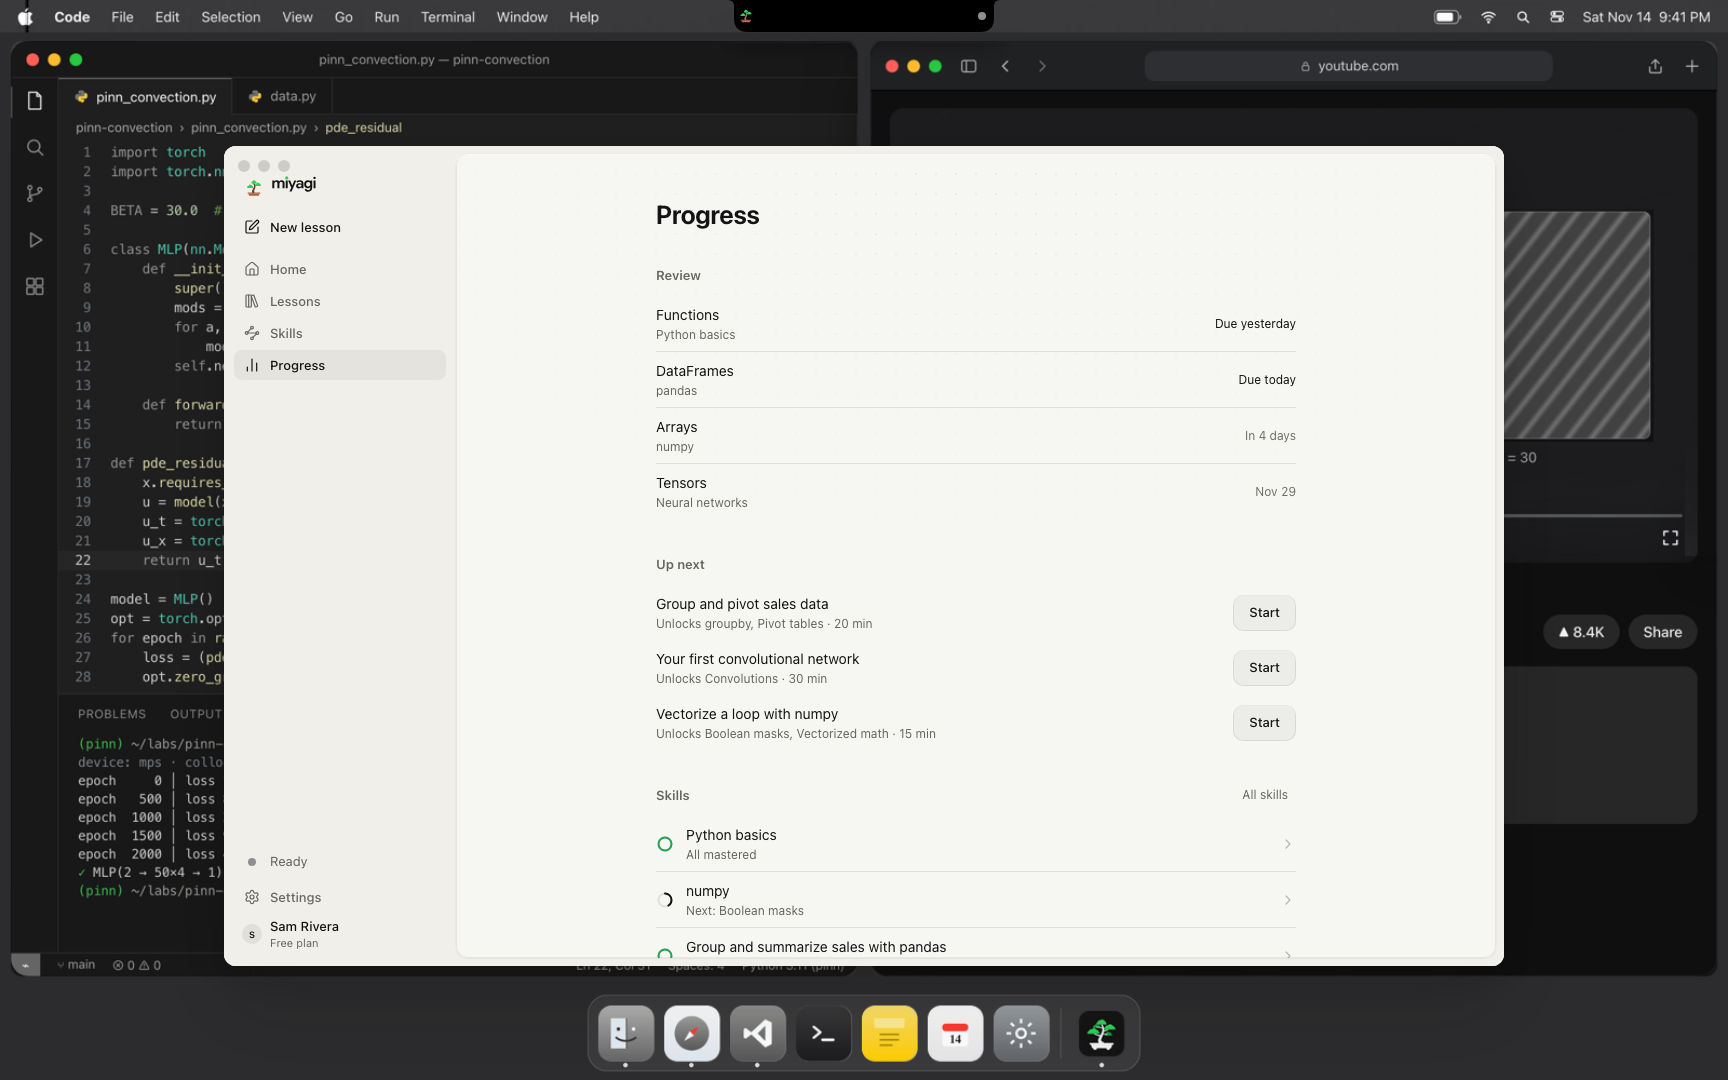 Code File Edit Selection View Go Run Terminal Window Help
Sat Nov 14 9:41 PM
pinn_convection.py — pinn-convection
pinn_convection.py
data.py
pinn-convection › pinn_convection.py › pde_residual
1 import torch
2 import torch.n
3
4 BETA = 30.0 #
5
6 class MLP(nn.M
7 def __init_
8 super(
9 mods =
10 for a,
11 mo
12 self.n
13
14 def forwar
15 return
16
17 def pde_residu
18 x.requires_
19 u = model(
20 u_t = torc
21 u_x = torc
22 return u_t
23
24 model = MLP()
25 opt = torch.op
26 for epoch in r
27 loss = (pd
28 opt.zero_g
PROBLEMS OUTPUT
(pinn) ~/labs/pinn-
device: mps · collo
epoch 0 | loss
epoch 500 | loss
epoch 1000 | loss
epoch 1500 | loss
epoch 2000 | loss
✓ MLP(2 → 50×4 → 1)
(pinn) ~/labs/pinn-
main 0 0
youtube.com
= 30
8.4K
Share
miyagi
New lesson
Home
Lessons
Skills
Progress
Ready
Settings
S
Sam Rivera
Free plan
Progress
Review
Functions
Python basics
Due yesterday
DataFrames
pandas
Due today
Arrays
numpy
In 4 days
Tensors
Neural networks
Nov 29
Up next
Group and pivot sales data
Unlocks groupby, Pivot tables · 20 min
Start
Your first convolutional network
Unlocks Convolutions · 30 min
Start
Vectorize a loop with numpy
Unlocks Boolean masks, Vectorized math · 15 min
Start
Skills
All skills
Python basics
All mastered
numpy
Next: Boolean masks
Group and summarize sales with pandas
14